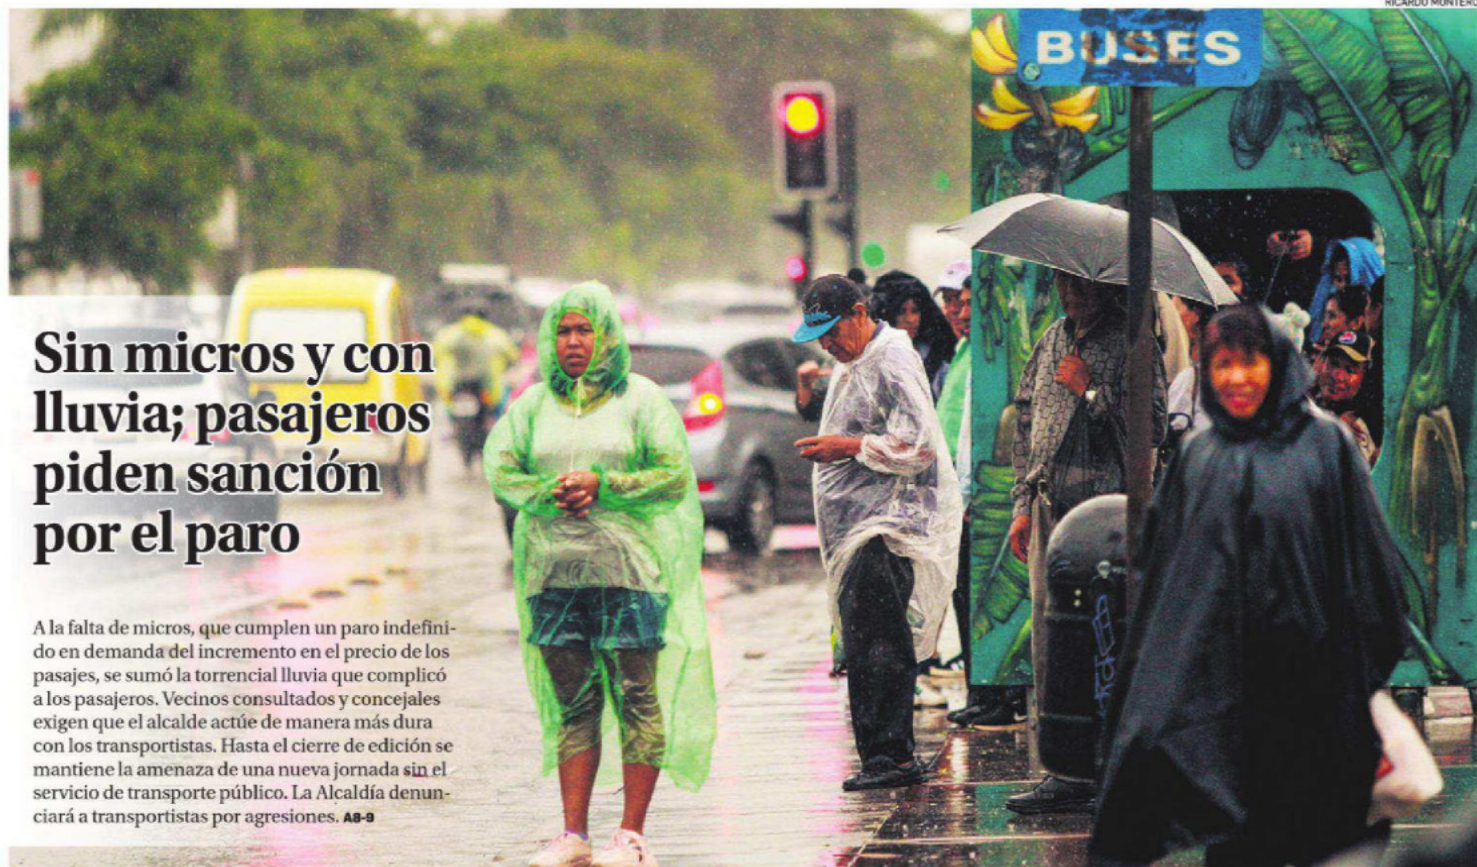 RICARDO MONTERO
BUSES
Sin micros y con
lluvia; pasajeros
piden sanción
por el paro
A la falta de micros, que cumplen un paro indefini-
do en demanda del incremento en el precio de los
pasajes, se sumó la torrencial lluvia que complicó
a los pasajeros. Vecinos consultados y concejales
exigen que el alcalde actúe de manera más dura
con los transportistas. Hasta el cierre de edición se
mantiene la amenaza de una nueva jornada sin el
servicio de transporte público. La Alcaldía denun-
ciará a transportistas por agresiones. A8-9